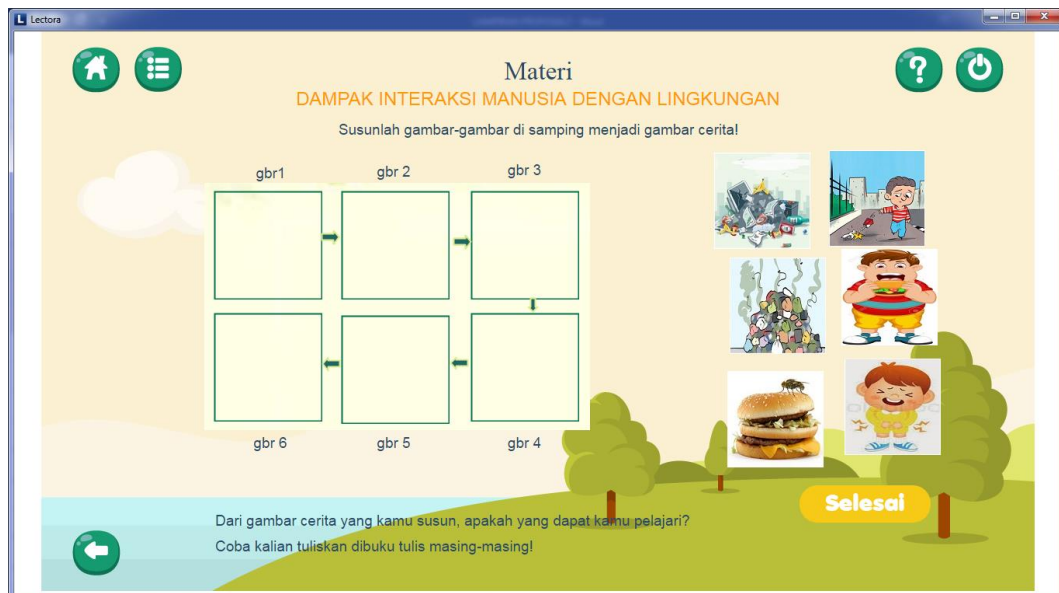 Lectora
Materi
DAMPAK INTERAKSI MANUSIA DENGAN LINGKUNGAN
Susunlah gambar-gambar di samping menjadi gambar cerita!
gbr1 gbr 2 gbr 3
gbr 6 gbr 5 gbr 4
Selesai
Dari gambar cerita yang kamu susun, apakah yang dapat kamu pelajari?
Coba kalian tuliskan dibuku tulis masing-masing!